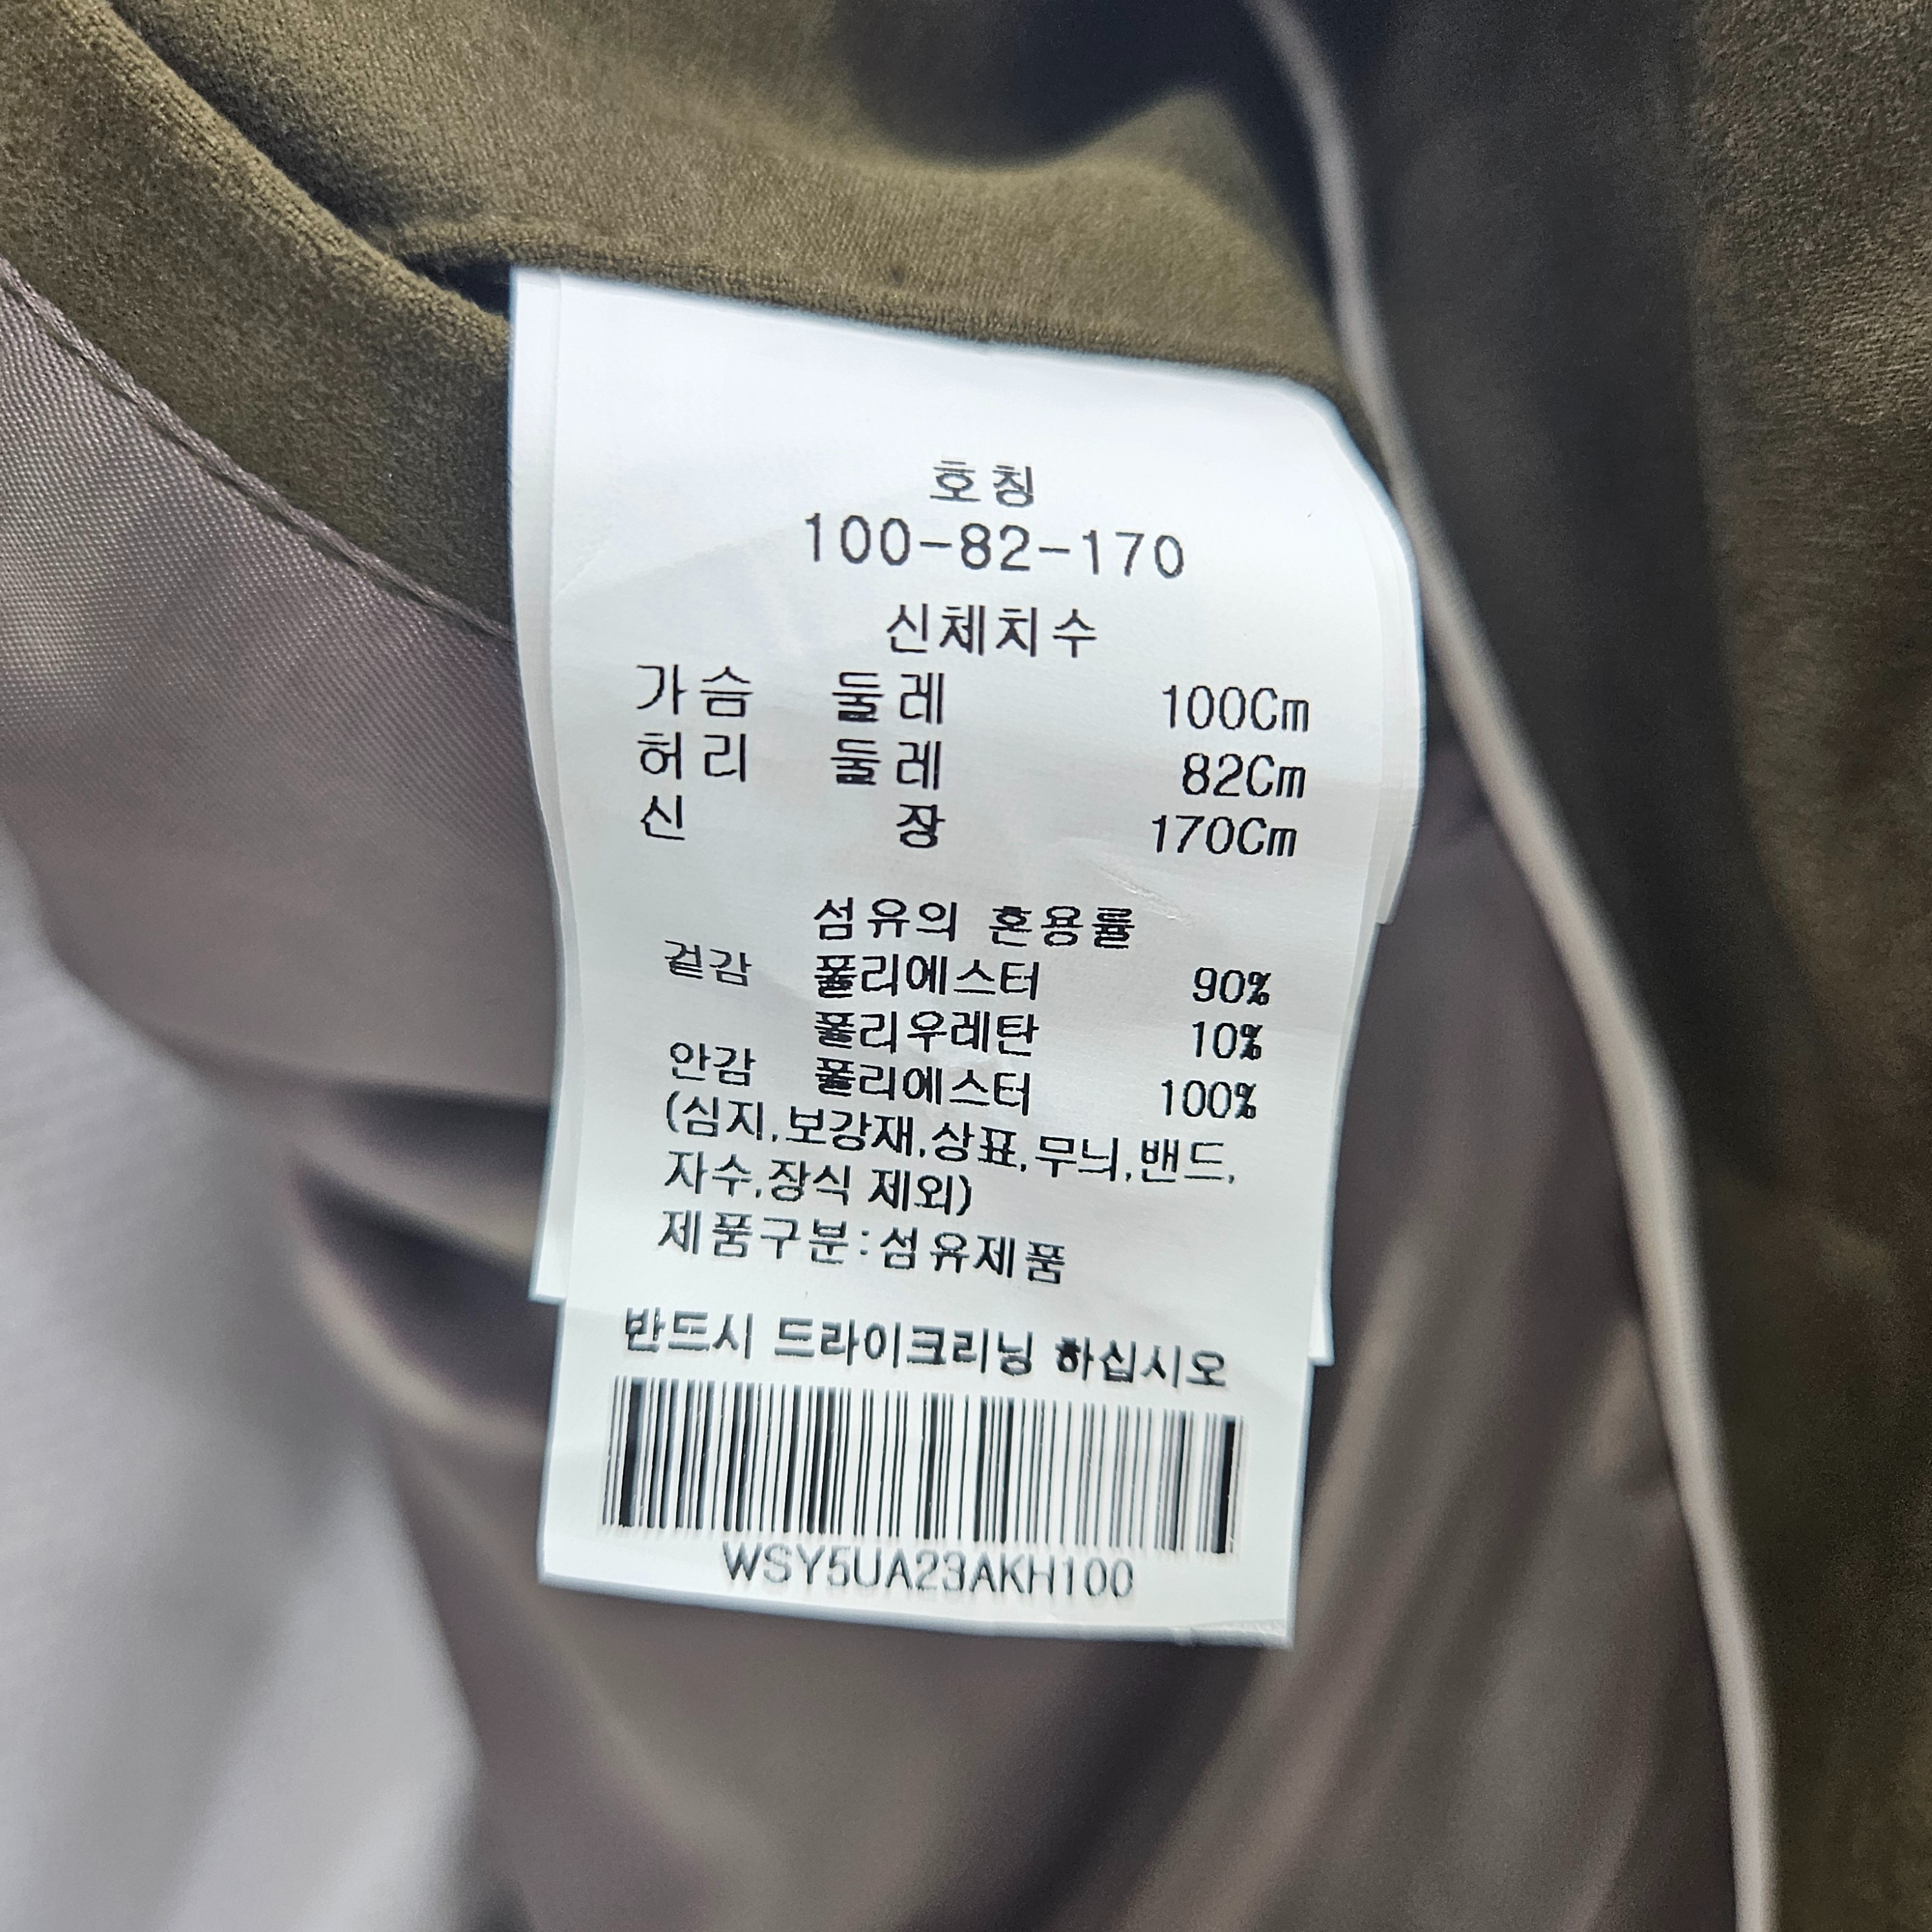 호칭
100-82-170
신체치수
가슴 둘레 100Cm
허리 둘레 82Cm
신 장 170Cm
섬유의 혼용률
겉감 폴리에스터 90%
폴리우레탄 10%
안감 폴리에스터 100%
(심지,보강재,상표,무늬,밴드,
자수,장식 제외)
제품구분:섬유제품
반드시 드라이크리닝 하십시오
WSY5UA23AKH100